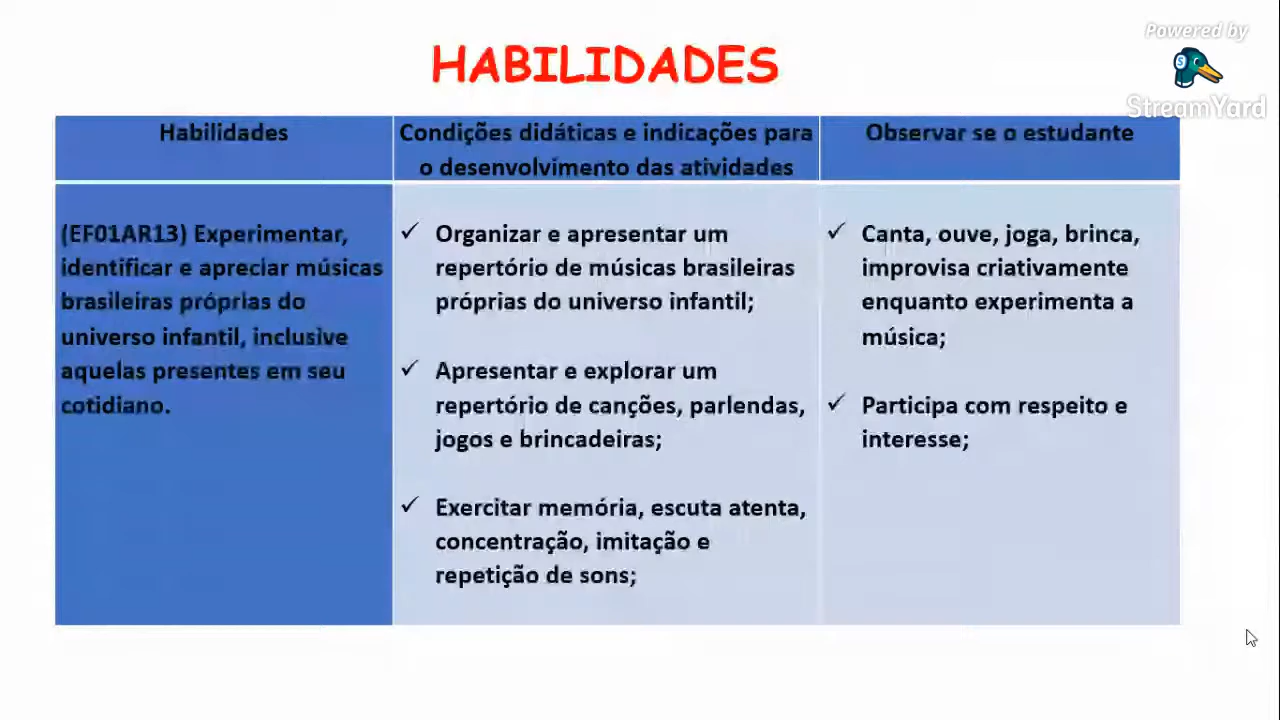 HABILIDADES
Powered by
StreamYard
Habilidades
Condições didáticas e indicações para
o desenvolvimento das atividades
Observar se o estudante
(EF01AR13) Experimentar,
identificar e apreciar músicas
brasileiras próprias do
universo infantil, inclusive
aquelas presentes em seu
cotidiano.
✓ Organizar e apresentar um
repertório de músicas brasileiras
próprias do universo infantil;
✓ Apresentar e explorar um
repertório de canções, parlendas,
jogos e brincadeiras;
✓ Exercitar memória, escuta atenta,
concentração, imitação e
repetição de sons;
✓ Canta, ouve, joga, brinca,
improvisa criativamente
enquanto experimenta a
música;
✓ Participa com respeito e
interesse;